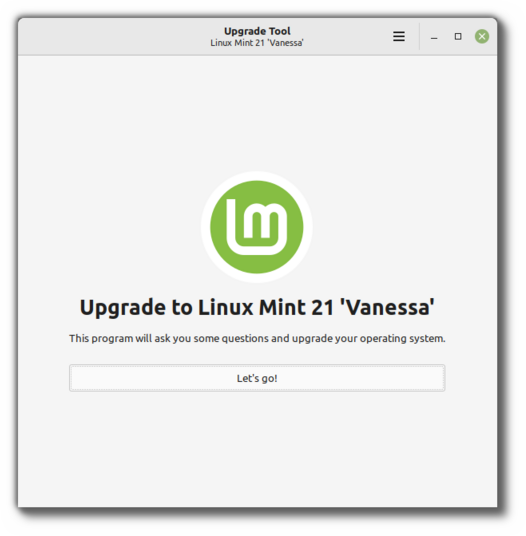 Upgrade Tool
Linux Mint 21 'Vanessa'
lm
Upgrade to Linux Mint 21 'Vanessa'
This program will ask you some questions and upgrade your operating system.
Let's go!